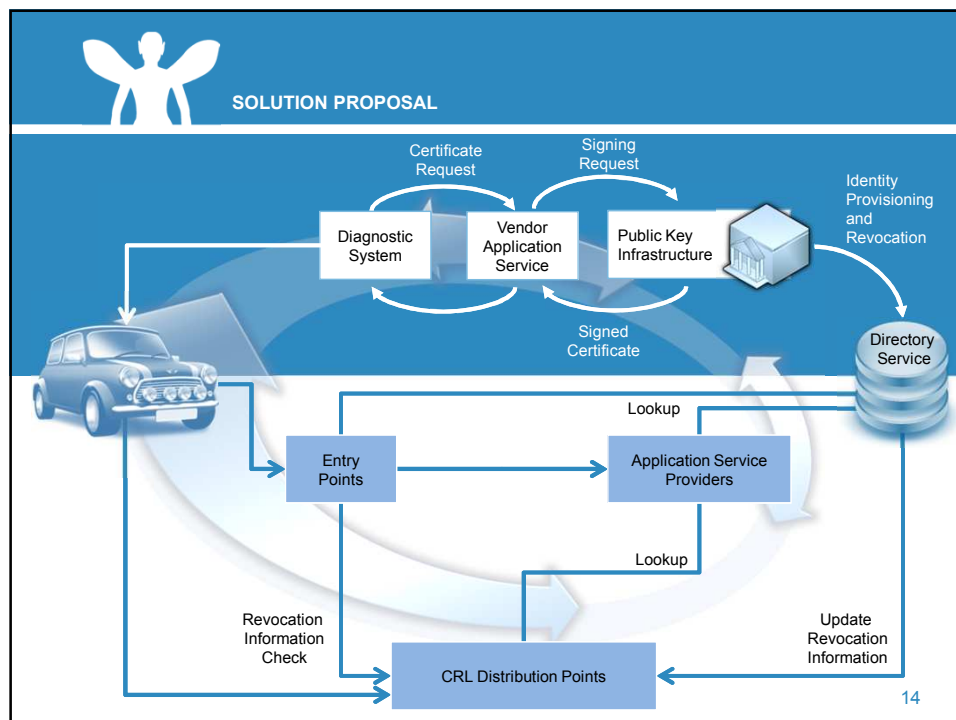 SOLUTION PROPOSAL
Certificate
Request
Signing
Request
Identity
Provisioning
and
Revocation
Diagnostic
System
Vendor
Application
Service
Public Key
Infrastructure
Signed
Certificate
Directory
Service
Lookup
Entry
Points
Application Service
Providers
Lookup
Revocation
Information
Check
Update
Revocation
Information
CRL Distribution Points
14